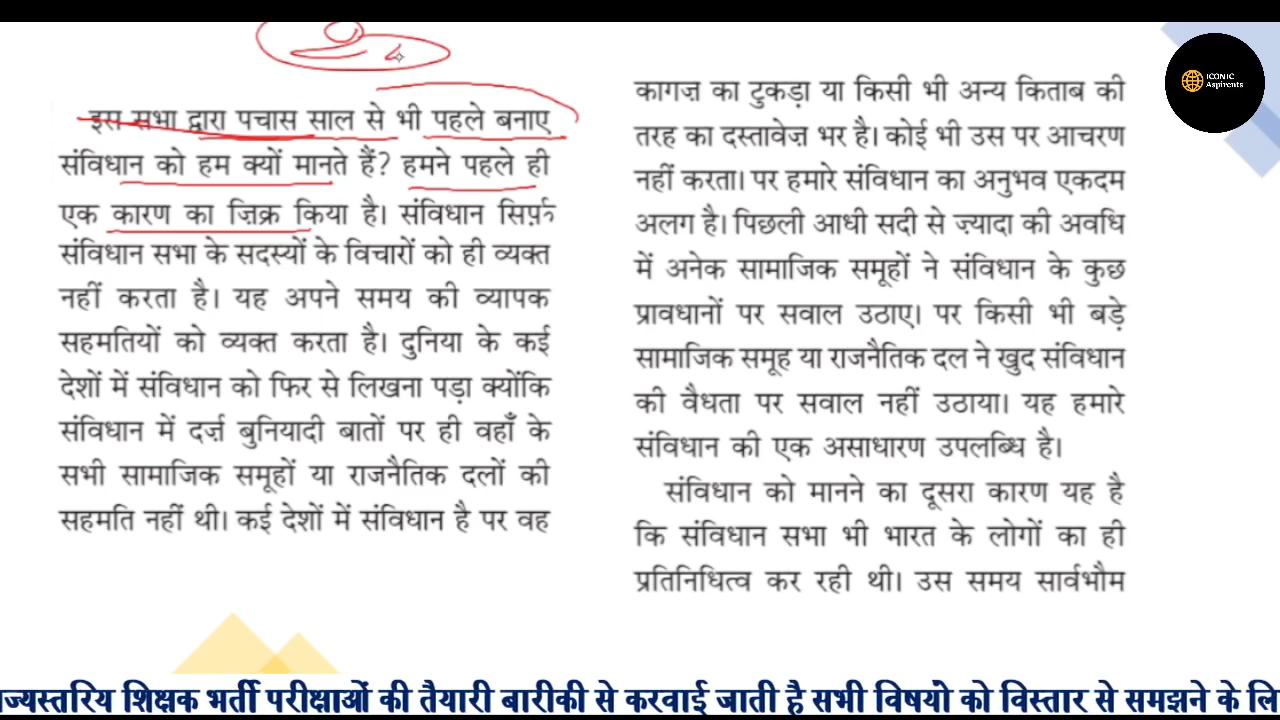 ICONIC
Aspirents
इस सभा द्वारा पचास साल से भी पहले बनाए
संविधान को हम क्यों मानते हैं? हमने पहले ही
एक कारण का ज़िक्र किया है। संविधान सिर्फ़
संविधान सभा के सदस्यों के विचारों को ही व्यक्त
नहीं करता है। यह अपने समय की व्यापक
सहमतियों को व्यक्त करता है। दुनिया के कई
देशों में संविधान को फिर से लिखना पड़ा क्योंकि
संविधान में दर्ज़ बुनियादी बातों पर ही वहाँ के
सभी सामाजिक समूहों या राजनैतिक दलों की
सहमति नहीं थी। कई देशों में संविधान है पर वह
कागज़ का टुकड़ा या किसी भी अन्य किताब की
तरह का दस्तावेज़ भर है। कोई भी उस पर आचरण
नहीं करता। पर हमारे संविधान का अनुभव एकदम
अलग है। पिछली आधी सदी से ज़्यादा की अवधि
में अनेक सामाजिक समूहों ने संविधान के कुछ
प्रावधानों पर सवाल उठाए। पर किसी भी बड़े
सामाजिक समूह या राजनैतिक दल ने खुद संविधान
की वैधता पर सवाल नहीं उठाया। यह हमारे
संविधान की एक असाधारण उपलब्धि है।
संविधान को मानने का दूसरा कारण यह है
कि संविधान सभा भी भारत के लोगों का ही
प्रतिनिधित्व कर रही थी। उस समय सार्वभौम
ज्यस्तरिय शिक्षक भर्ती परीक्षाओं की तैयारी बारीकी से करवाई जाती है सभी विषयो को विस्तार से समझने के लि